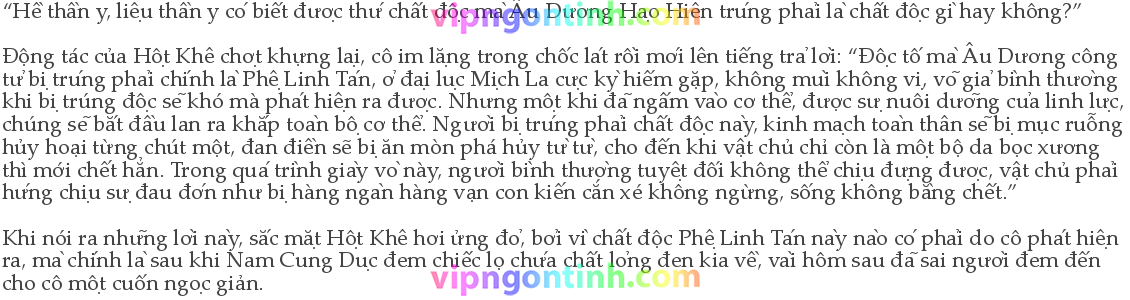 “Hề thần y, liệu thần y có biết được thứ chất độc mà Âu Dương Hạo Hiên trúng phải là chất độc gì hay không?”
vipngontinh.com
Động tác của Hột Khê chợt khựng lại, cô im lặng trong chốc lát rồi mới lên tiếng trả lời: “Độc tố mà Âu Dương công
tử bị trúng phải chính là Phệ Linh Tán, ở đại lục Mịch La cực kỳ hiếm gặp, không mùi không vị, võ giả bình thường
khi bị trúng độc sẽ khó mà phát hiện ra được. Nhưng một khi đã ngấm vào cơ thể, được sự nuôi dưỡng của linh lực,
chúng sẽ bắt đầu lan ra khắp toàn bộ cơ thể. Người bị trúng phải chất độc này, kinh mạch toàn thân sẽ bị mục ruỗng
hủy hoại từng chút một, đan điền sẽ bị ăn mòn phá hủy từ từ, cho đến khi vật chủ chỉ còn là một bộ da bọc xương
thì mới chết hẳn. Trong quá trình giày vò này, người bình thượng tuyệt đối không thể chịu đựng được, vật chủ phải
hứng chịu sự đau đớn như bị hàng ngàn hàng vạn con kiến cắn xé không ngừng, sống không bằng chết.”
Khi nói ra những lời này, sắc mặt Hột Khê hơi ửng đỏ, bởi vì chất độc Phệ Linh Tán này nào có phải do cô phát hiện
ra, mà chính là sau khi Nam Cung Dục đem chiếc lọ chứa chất lỏng đen kia về, vài hôm sau đã sai người đem đến
vipngontinh.com
cho cô một cuốn ngọc giản.